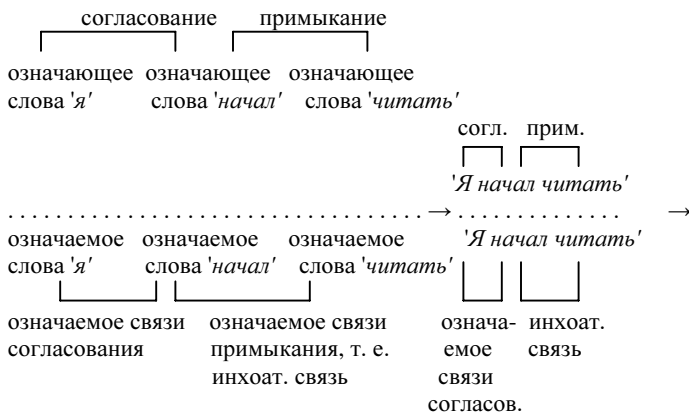 согласование примыкание
означающее означающее означающее
слова 'я' слова 'начал' слова 'читать'
согл. прим.
'Я начал читать'
. . . . . . . . . . . . . . . . . . . . . . . . . . . . . . . . . . . → . . . . . . . . . . . . . . →
означаемое означаемое означаемое 'Я начал читать'
слова 'я' слова 'начал' слова 'читать'
означаемое связи означаемое связи означа- инхоат.
согласования примыкания, т. е. емое связь
инхоат. связь связи
согласов.